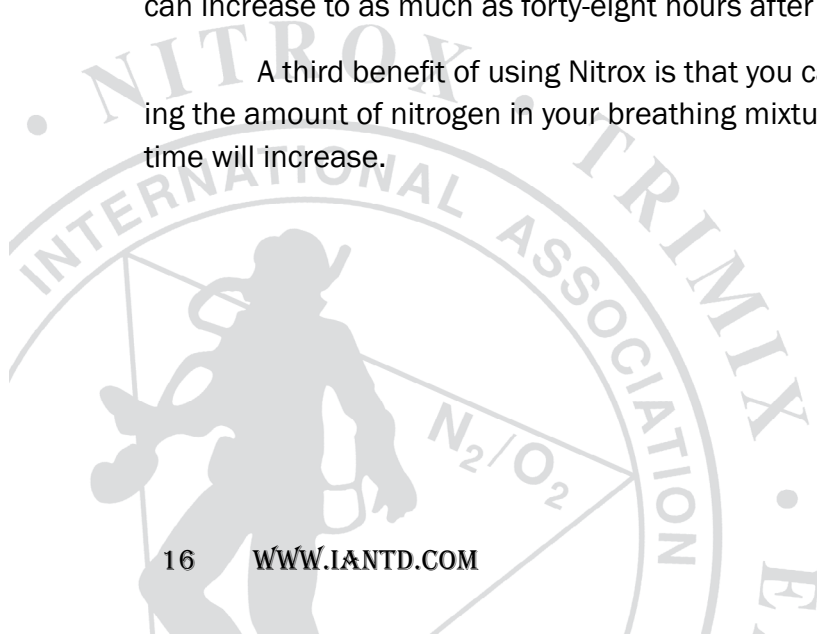 can increase to as much as forty-eight hours after
A third benefit of using Nitrox is that you
ing the amount of nitrogen in your breathing
time will increase.
• NITROX • TRIMIX •
INTERNATIONAL ASSOCIATION
N2/O2
16 WWW.IANTD.COM